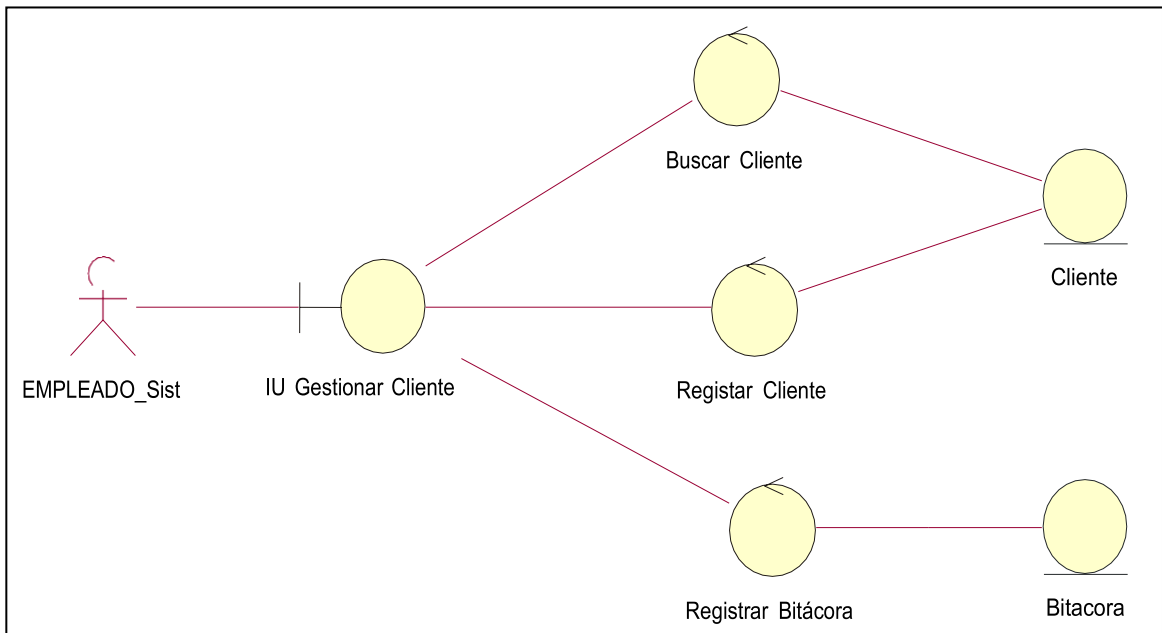 Buscar Cliente
Cliente
EMPLEADO_Sist
IU Gestionar Cliente
Registar Cliente
Registrar Bitácora
Bitacora